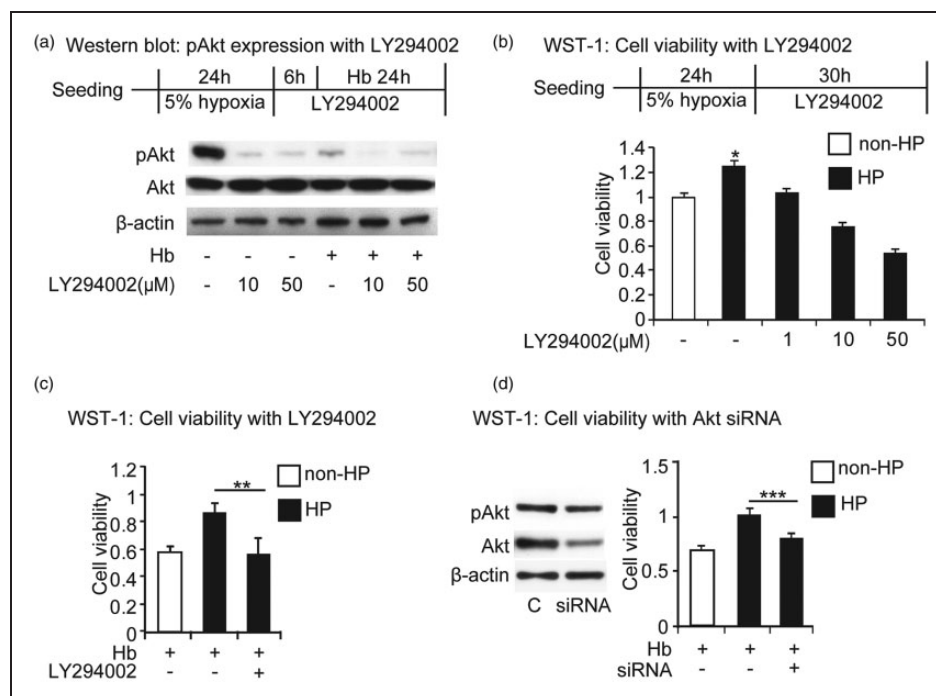 (a) Western blot: pAkt expression with LY294002
24h 6h Hb 24h
Seeding
5% hypoxia LY294002
pAkt
Akt
β-actin
Hb - - - + + +
LY294002(μM) - 10 50 - 10 50
(b) WST-1: Cell viability with LY294002
24h 30h
Seeding
5% hypoxia LY294002
non-HP
HP
Cell viability
1.4
1.2
1
0.8
0.6
0.4
0.2
0
*
LY294002(μM) - - 1 10 50
(c)
WST-1: Cell viability with LY294002
non-HP
HP
Cell viability
1.2
1
0.8
0.6
0.4
0.2
0
**
Hb + + +
LY294002 - - +
(d)
WST-1: Cell viability with Akt siRNA
pAkt
Akt
β-actin
C siRNA
non-HP
HP
Cell viability
1.5
1
0.5
0
***
Hb + + +
siRNA - - +